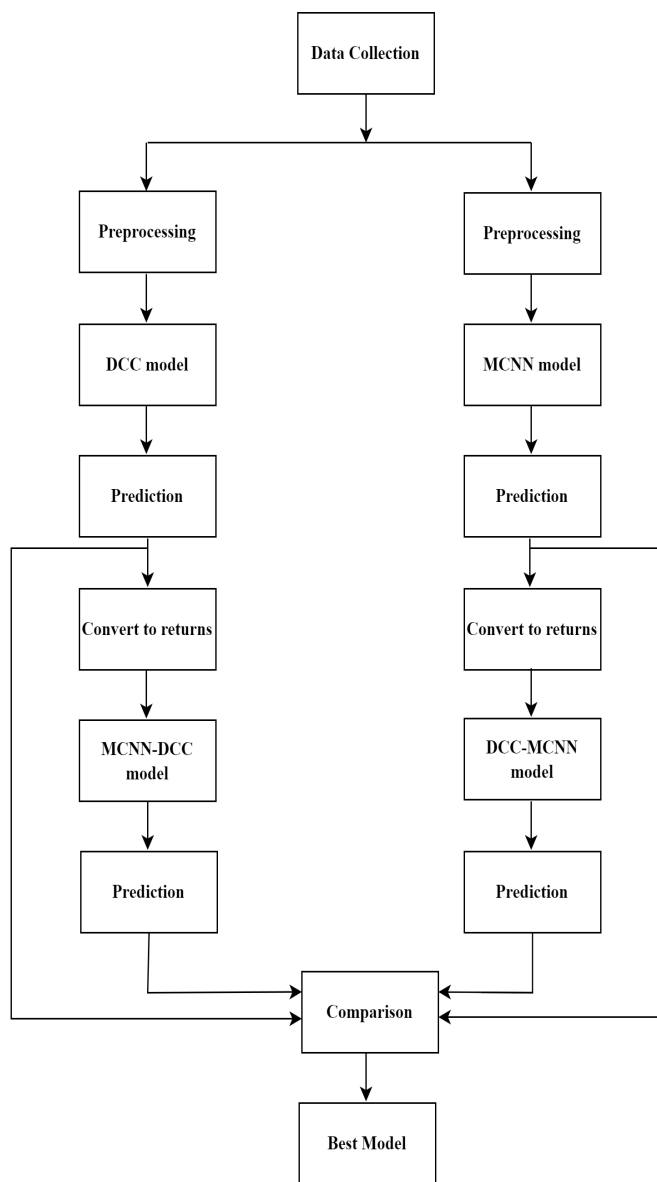 Data Collection
Preprocessing
Preprocessing
DCC model
MCNN model
Prediction
Prediction
Convert to returns
Convert to returns
MCNN-DCC
model
DCC-MCNN
model
Prediction
Prediction
Comparison
Best Model